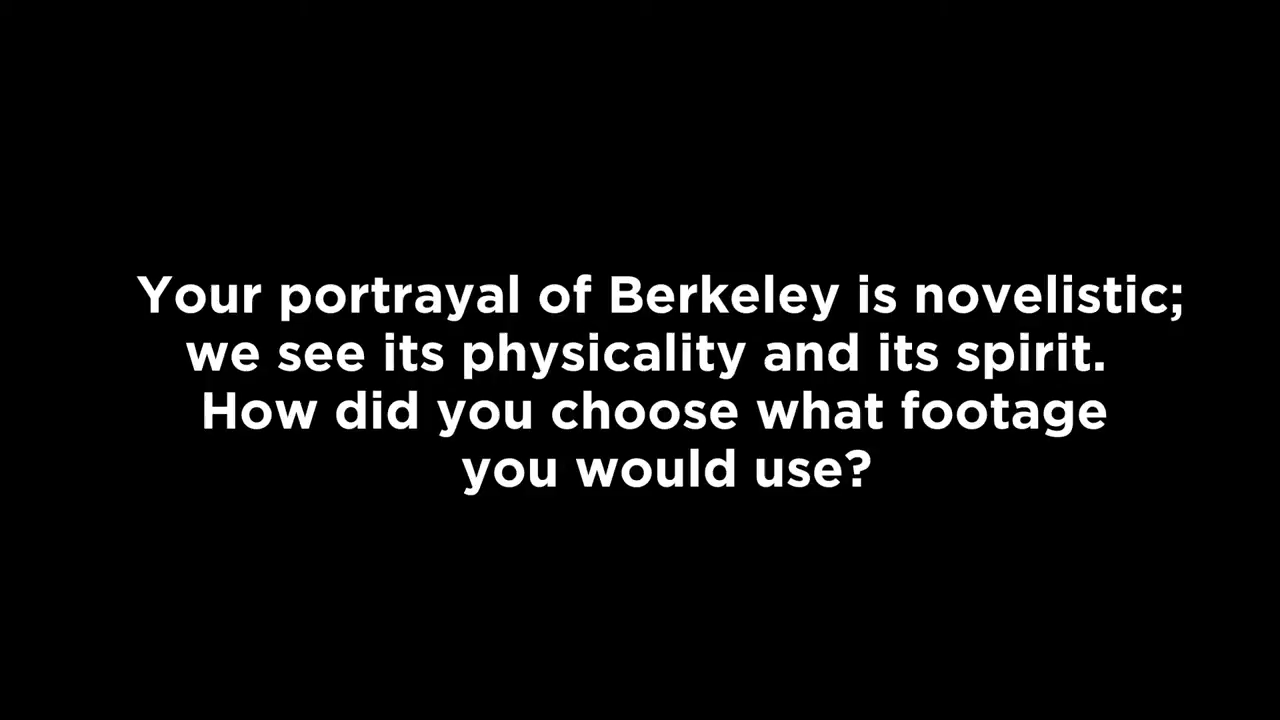 Your portrayal of Berkeley is novelistic;
we see its physicality and its spirit.
How did you choose what footage
you would use?